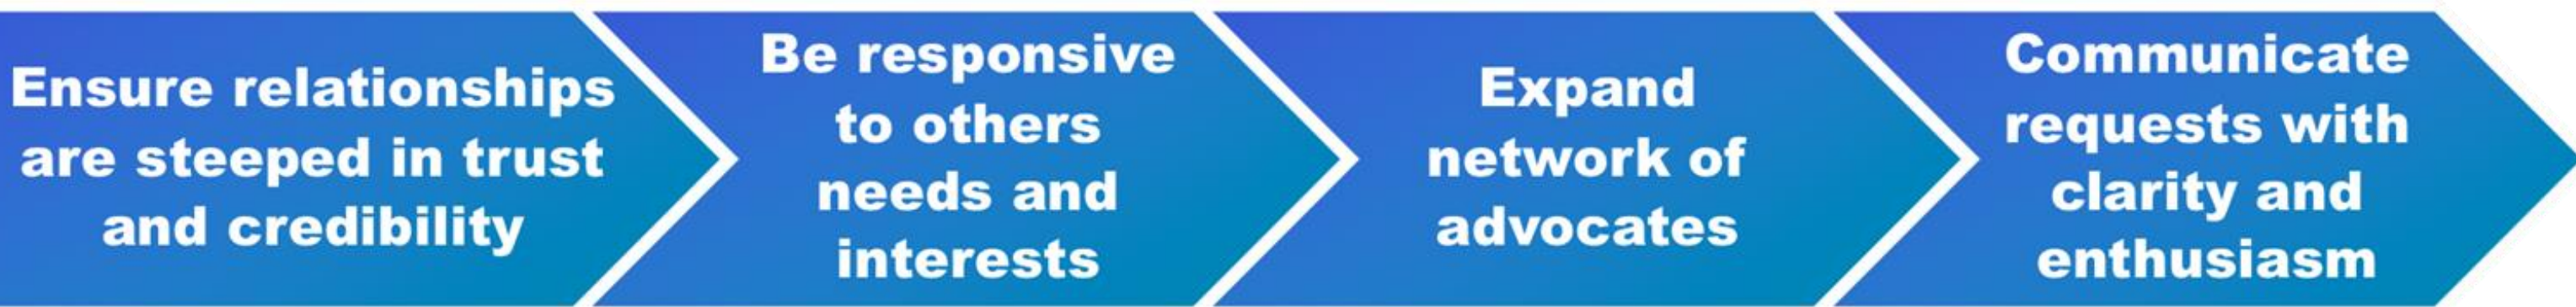 Ensure relationships
are steeped in trust
and credibility
Be responsive
to others
needs and
interests
Expand
network of
advocates
Communicate
requests with
clarity and
enthusiasm